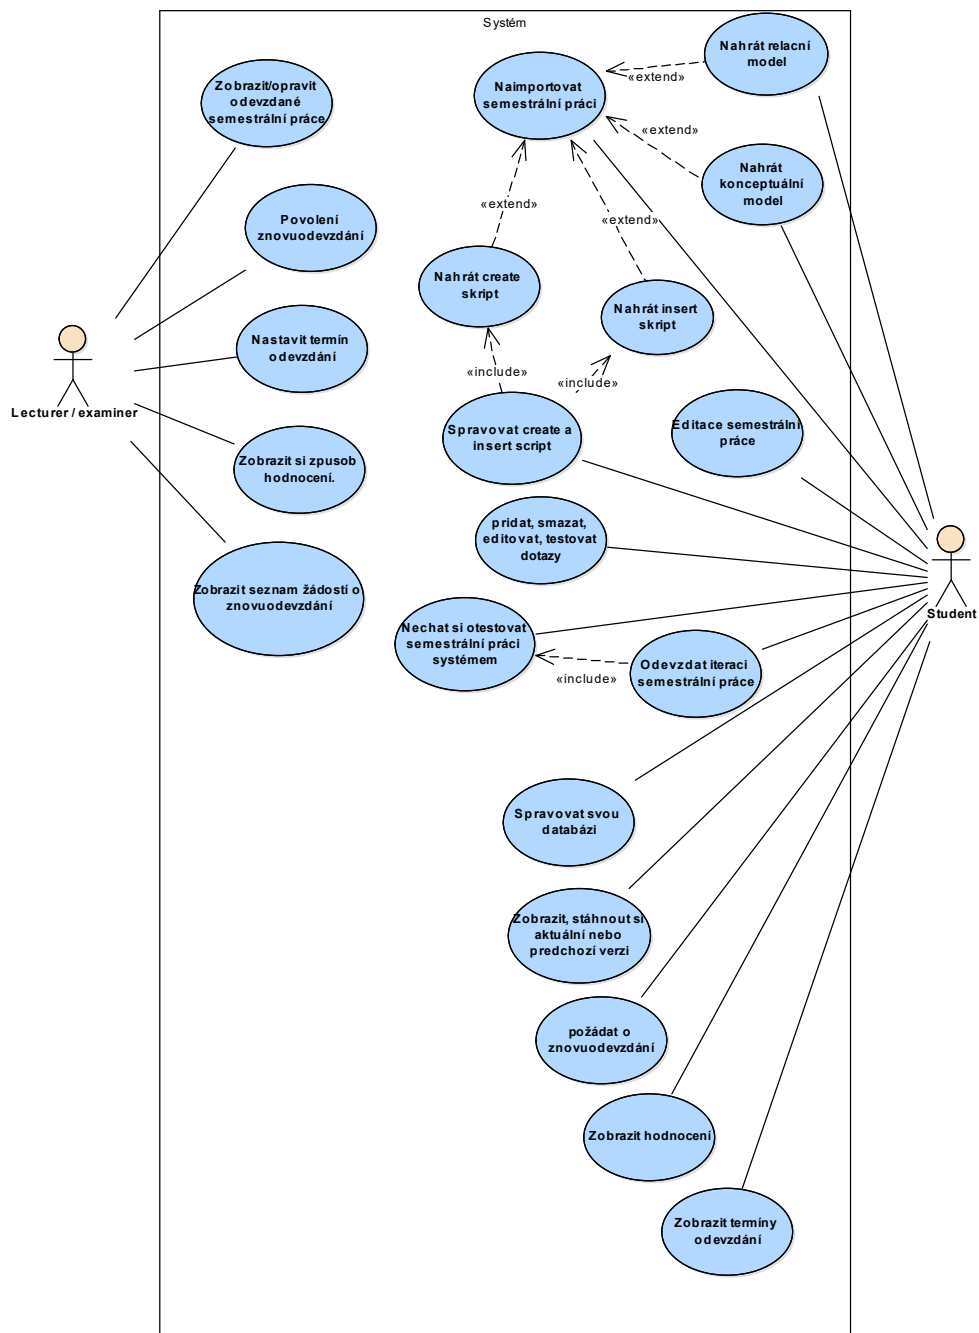 Systém
Nahrát relacní
model
Naimportovat
semestrální práci
«extend»
Zobrazit/opravit
odevzdané
semestrální práce
«extend»
Nahrát
konceptuální
model
Povolení
znovuodevzdání
«extend»
«extend»
Nahrát create
skript
Nahrát insert
skript
Nastavit termín
odevzdání
«include»
«include»
Lecturer / examiner
Spravovat create a
insert script
Editace semestrální
práce
Zobrazit si zpusob
hodnocení.
pridat, smazat,
editovat, testovat
dotazy
Zobrazit seznam žádostí o
znovuodevzdání
Student
Nechat si otestovat
semestrální práci
systémem
«include»
Odevzdat iteraci
semestrální práce
Spravovat svou
databázi
Zobrazit, stáhnout si
aktuální nebo
predchozí verzi
požádat o
znovuodevzdání
Zobrazit hodnocení
Zobrazit termíny
odevzdání